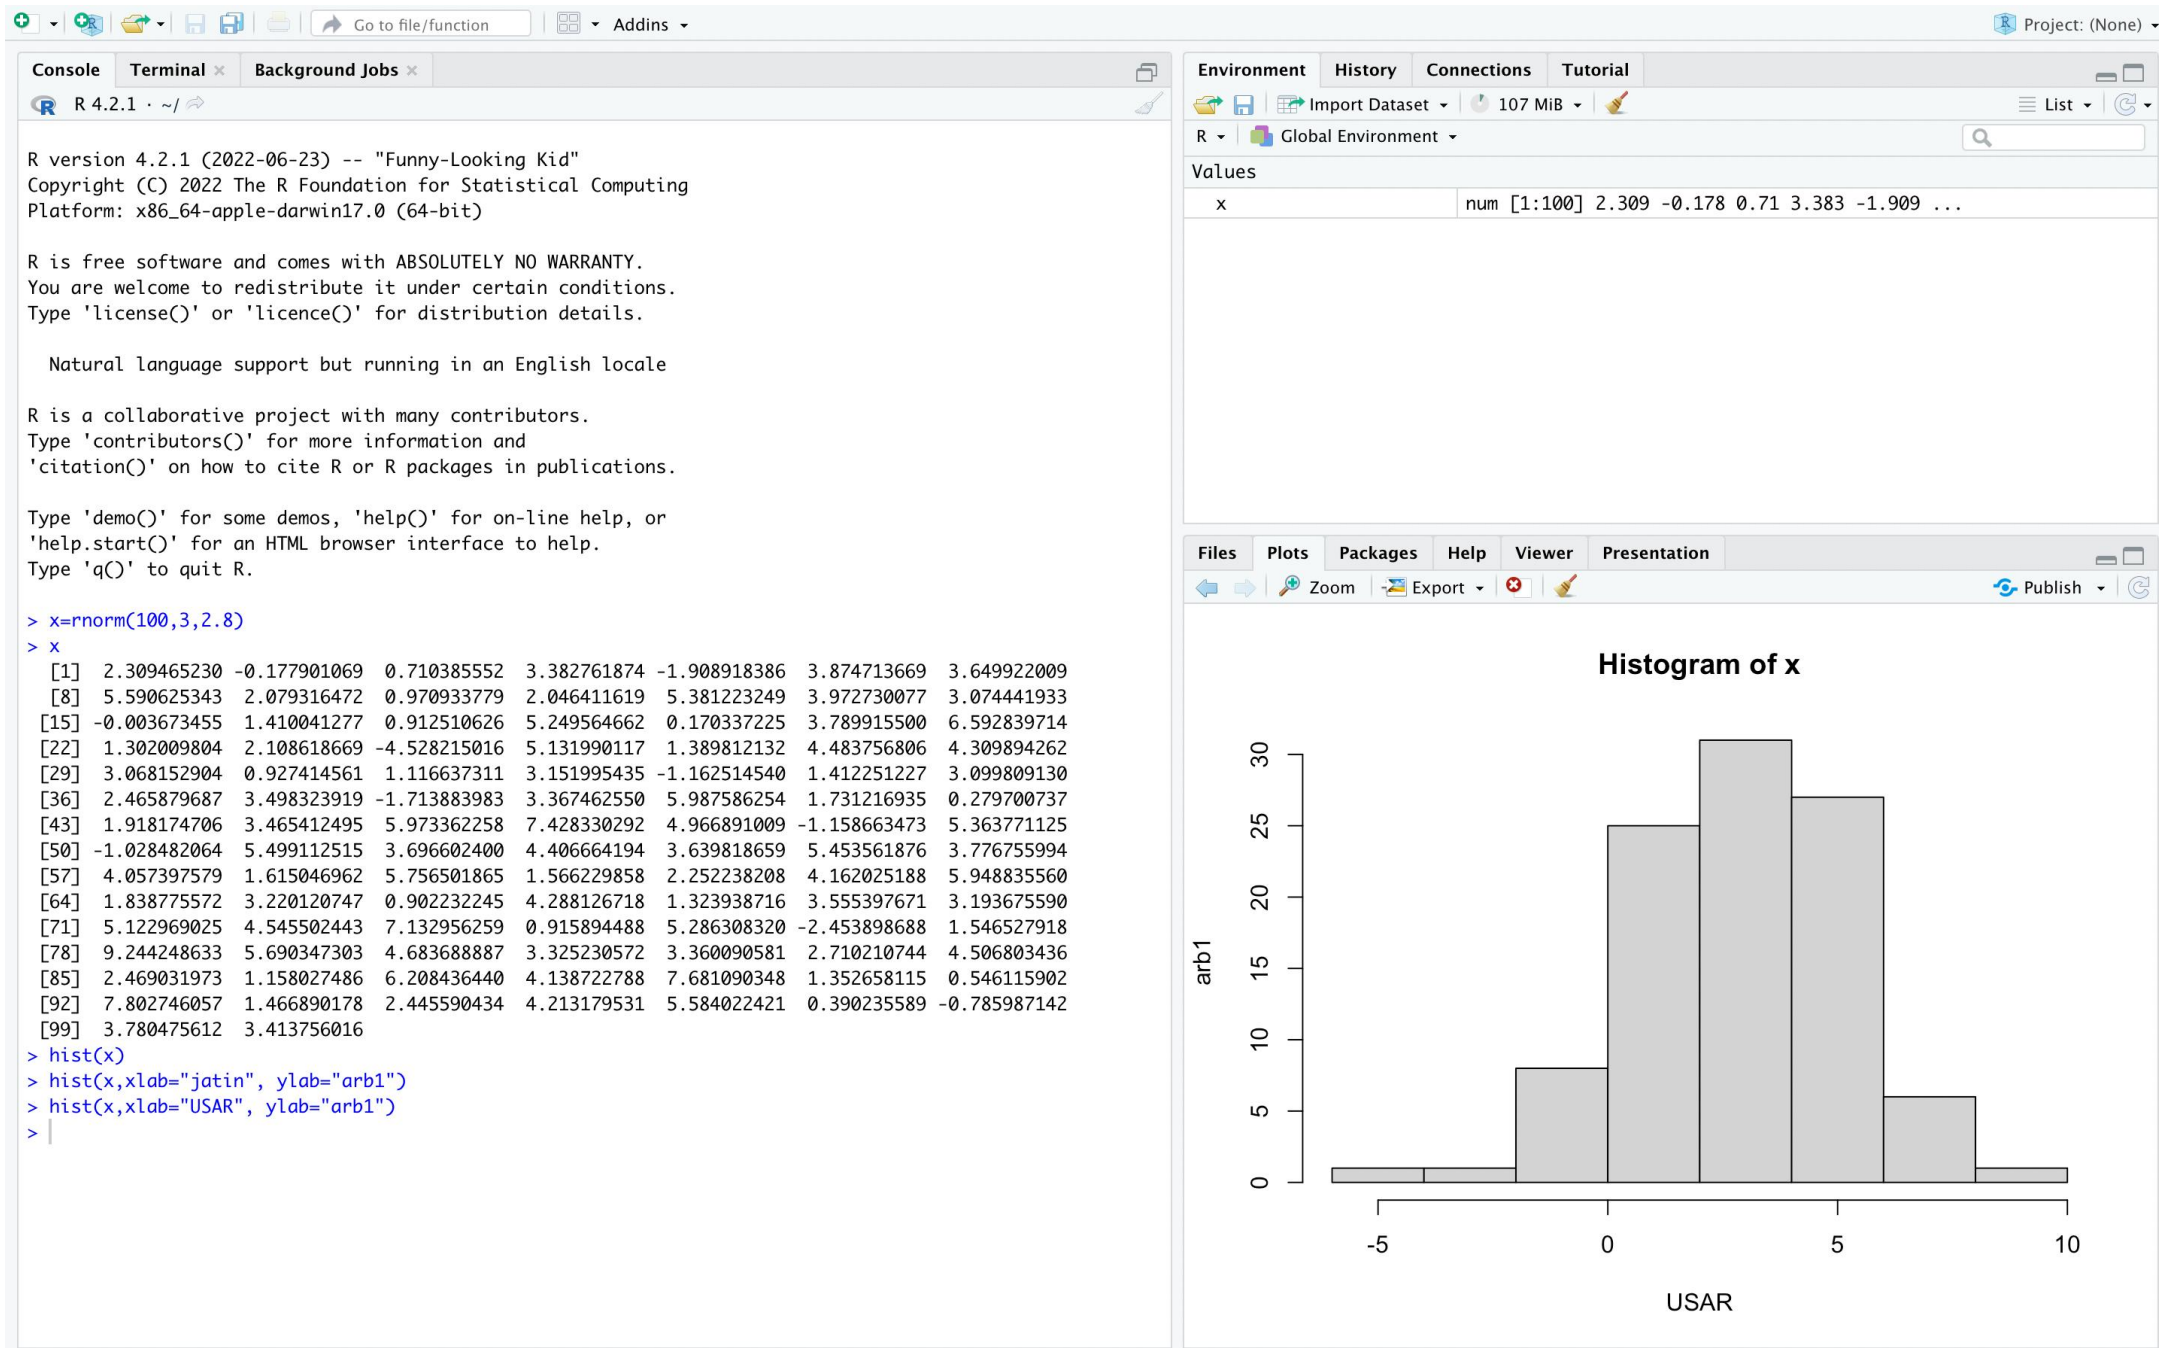 Go to file/function
Addins
Project: (None)
Console Terminal Background Jobs
R 4.2.1 · ~/
R version 4.2.1 (2022-06-23) -- "Funny-Looking Kid"
Copyright (C) 2022 The R Foundation for Statistical Computing
Platform: x86_64-apple-darwin17.0 (64-bit)
R is free software and comes with ABSOLUTELY NO WARRANTY.
You are welcome to redistribute it under certain conditions.
Type 'license()' or 'licence()' for distribution details.
Natural language support but running in an English locale
R is a collaborative project with many contributors.
Type 'contributors()' for more information and
'citation()' on how to cite R or R packages in publications.
Type 'demo()' for some demos, 'help()' for on-line help, or
'help.start()' for an HTML browser interface to help.
Type 'q()' to quit R.
> x=rnorm(100,3,2.8)
> x
[1] 2.309465230 -0.177901069 0.710385552 3.382761874 -1.908918386 3.874713669 3.649922009
[8] 5.590625343 2.079316472 0.970933779 2.046411619 5.381223249 3.972730077 3.074441933
[15] -0.003673455 1.410041277 0.912510626 5.249564662 0.170337225 3.789915500 6.592839714
[22] 1.302009804 2.108618669 -4.528215016 5.131990117 1.389812132 4.483756806 4.309894262
[29] 3.068152904 0.927414561 1.116637311 3.151995435 -1.162514540 1.412251227 3.099809130
[36] 2.465879687 3.498323919 -1.713883983 3.367462550 5.987586254 1.731216935 0.279700737
[43] 1.918174706 3.465412495 5.973362258 7.428330292 4.966891009 -1.158663473 5.363771125
[50] -1.028482064 5.499112515 3.696602400 4.406664194 3.639818659 5.453561876 3.776755994
[57] 4.057397579 1.615046962 5.756501865 1.566229858 2.252238208 4.162025188 5.948835560
[64] 1.838775572 3.220120747 0.902232245 4.288126718 1.323938716 3.555397671 3.193675590
[71] 5.122969025 4.545502443 7.132956259 0.915894488 5.286308320 -2.453898688 1.546527918
[78] 9.244248633 5.690347303 4.683688887 3.325230572 3.360090581 2.710210744 4.506803436
[85] 2.469031973 1.158027486 6.208436440 4.138722788 7.681090348 1.352658115 0.546115902
[92] 7.802746057 1.466890178 2.445590434 4.213179531 5.584022421 0.390235589 -0.785987142
[99] 3.780475612 3.413756016
> hist(x)
> hist(x,xlab="jatin", ylab="arb1")
> hist(x,xlab="USAR", ylab="arb1")
>
Environment History Connections Tutorial
Import Dataset 107 MiB List
R Global Environment
Values
x num [1:100] 2.309 -0.178 0.71 3.383 -1.909 ...
Files Plots Packages Help Viewer Presentation
Zoom Export Publish
Histogram of x
30
25
20
15
10
5
0
arb1
-5 0 5 10
USAR